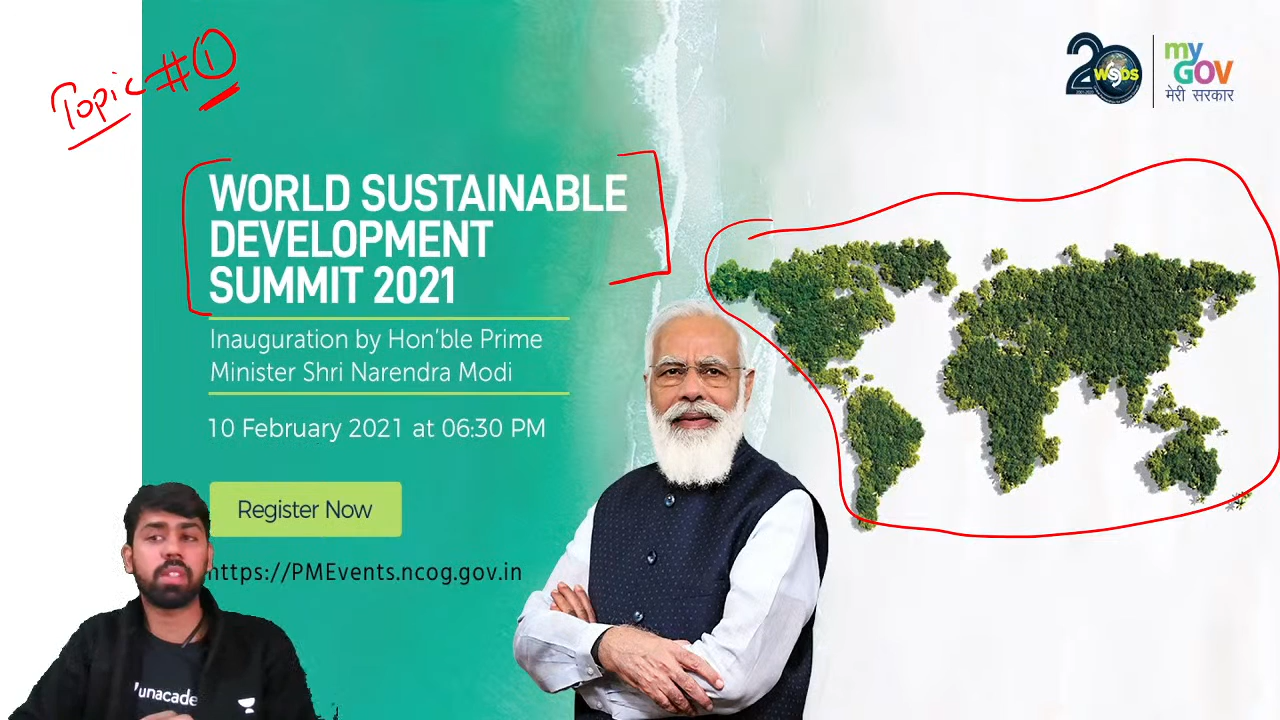 Topic #1
20 WSDS
my
GOV
मेरी सरकार
WORLD SUSTAINABLE
DEVELOPMENT
SUMMIT 2021
Inauguration by Hon'ble Prime
Minister Shri Narendra Modi
10 February 2021 at 06:30 PM
Register Now
https://PMEvents.ncog.gov.in
unacade